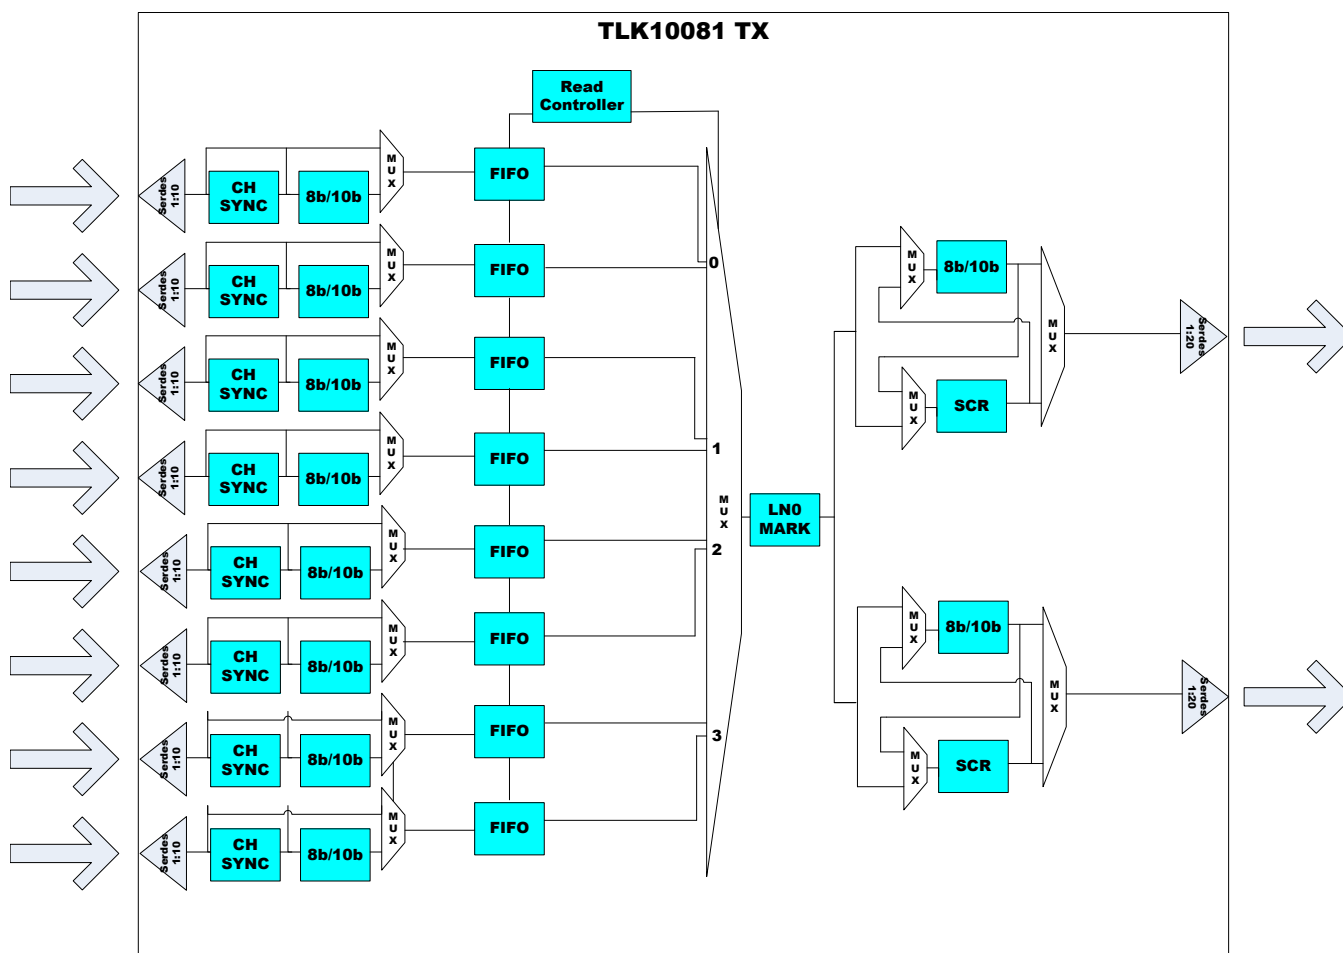 TLK10081 TX
Read
Controller
Serdes
1:10
CH
SYNC
8b/10b
M
U
X
FIFO
Serdes
1:10
CH
SYNC
8b/10b
M
U
X
FIFO
Serdes
1:10
CH
SYNC
8b/10b
M
U
X
FIFO
Serdes
1:10
CH
SYNC
8b/10b
M
U
X
FIFO
Serdes
1:10
CH
SYNC
8b/10b
M
U
X
FIFO
Serdes
1:10
CH
SYNC
8b/10b
M
U
X
FIFO
Serdes
1:10
CH
SYNC
8b/10b
M
U
X
FIFO
Serdes
1:10
CH
SYNC
8b/10b
M
U
X
FIFO
0
1
2
3
M
U
X
LN0
MARK
M
U
X
8b/10b
M
U
X
SCR
M
U
X
Serdes
1:20
M
U
X
8b/10b
M
U
X
SCR
M
U
X
Serdes
1:20